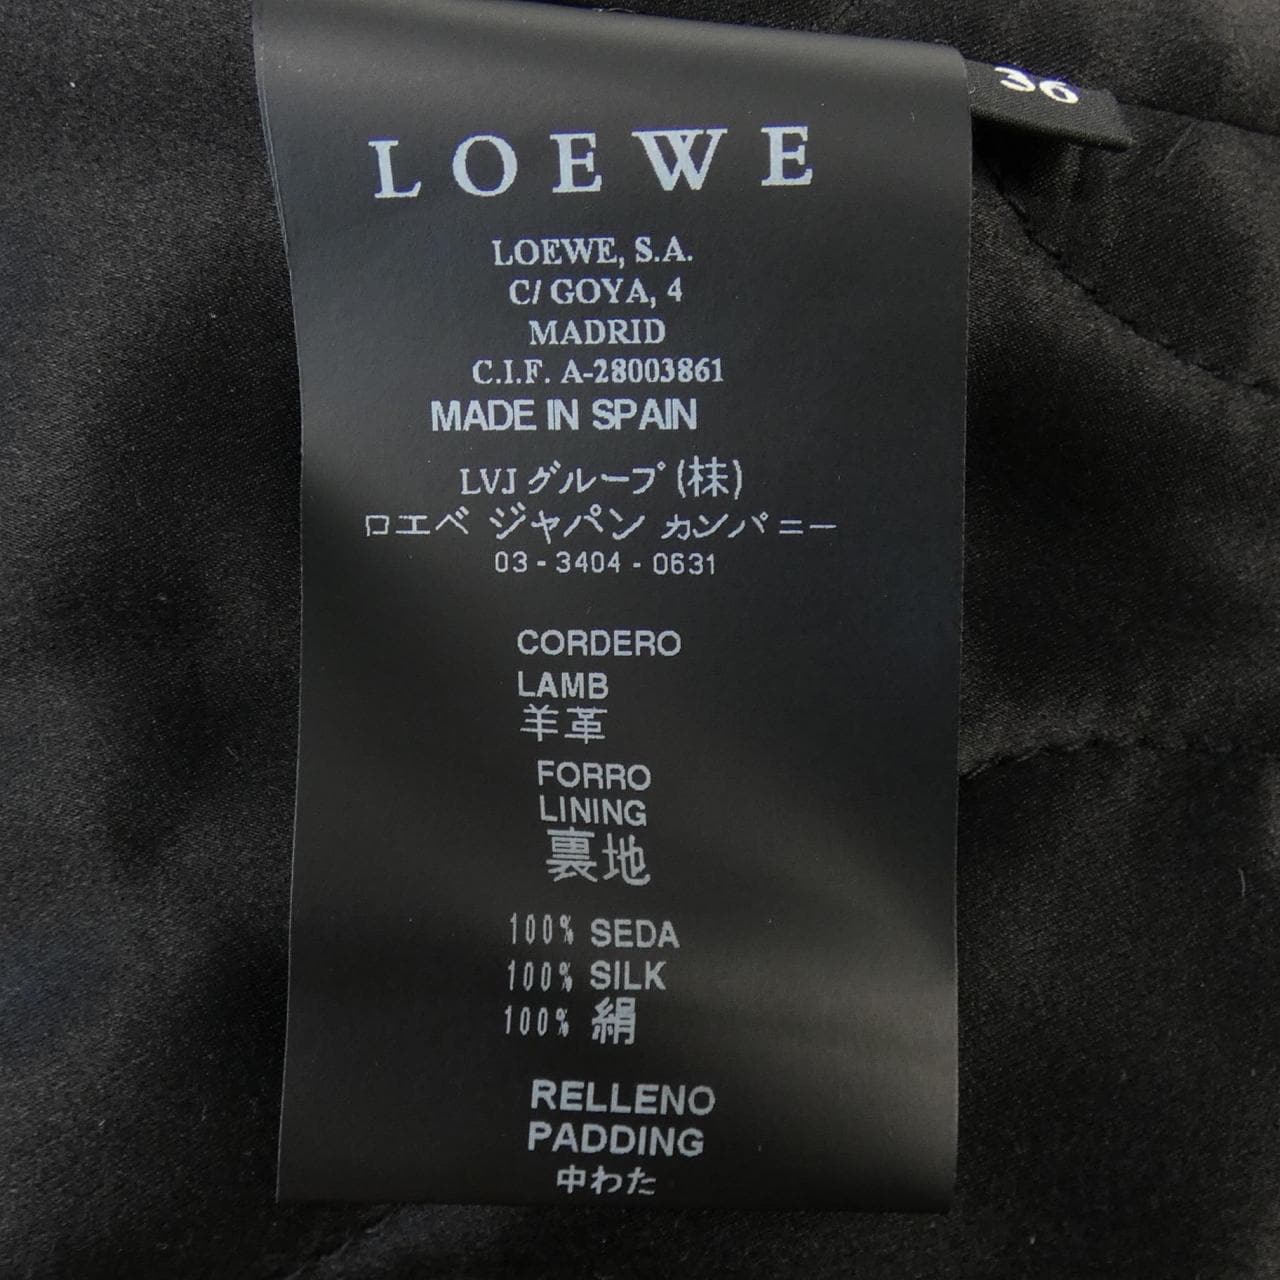 LOEWE
36
LOEWE, S.A.
C/ GOYA, 4
MADRID
C.I.F. A-28003861
MADE IN SPAIN
LVJ グループ (株)
ロエベ ジャパン カンパニー
03 - 3404 - 0631
CORDERO
LAMB
羊革
FORRO
LINING
裏地
100% SEDA
100% SILK
100% 絹
RELLENO
PADDING
中わた